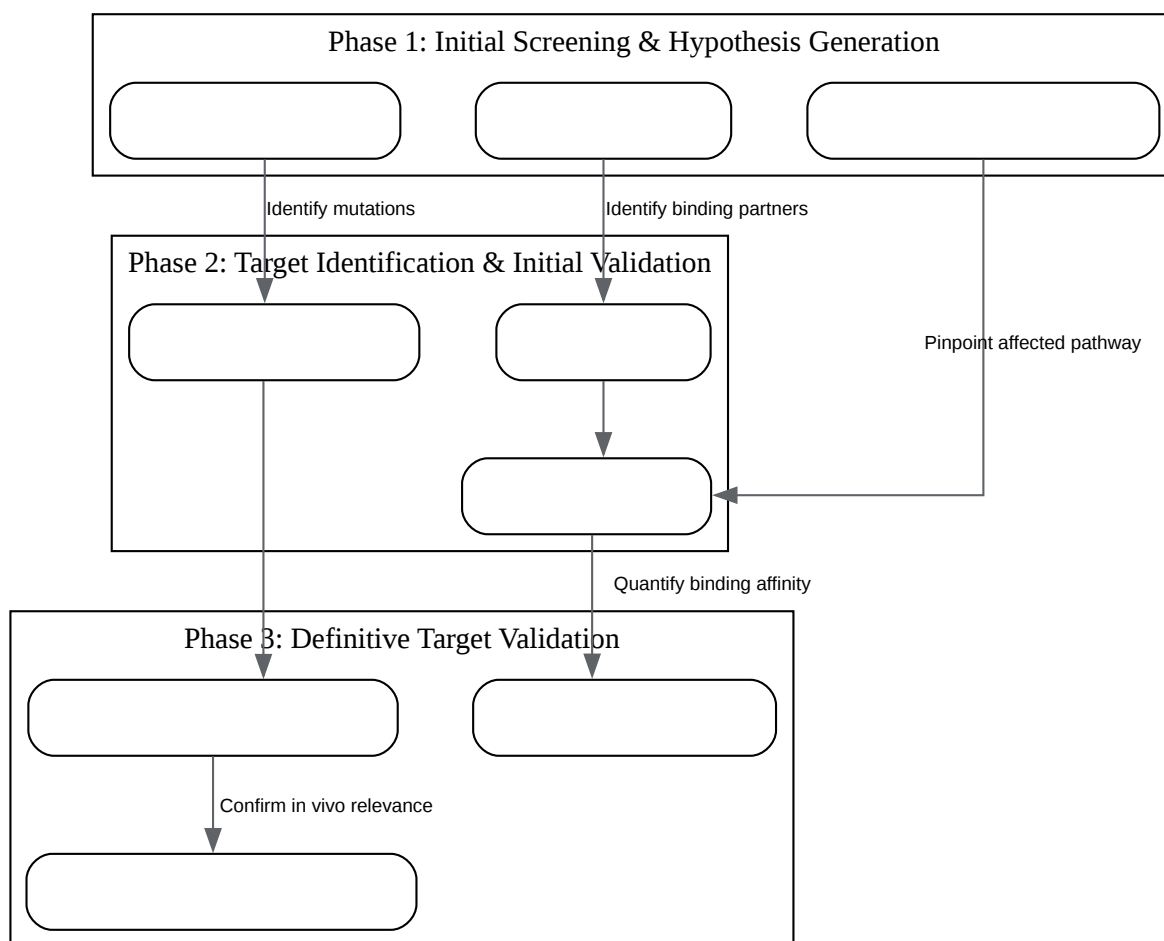 Phase 1: Initial Screening & Hypothesis Generation
Identify mutations
Identify binding partners
Phase 2: Target Identification & Initial Validation
Pinpoint affected pathway
Quantify binding affinity
Phase 3: Definitive Target Validation
Confirm in vivo relevance